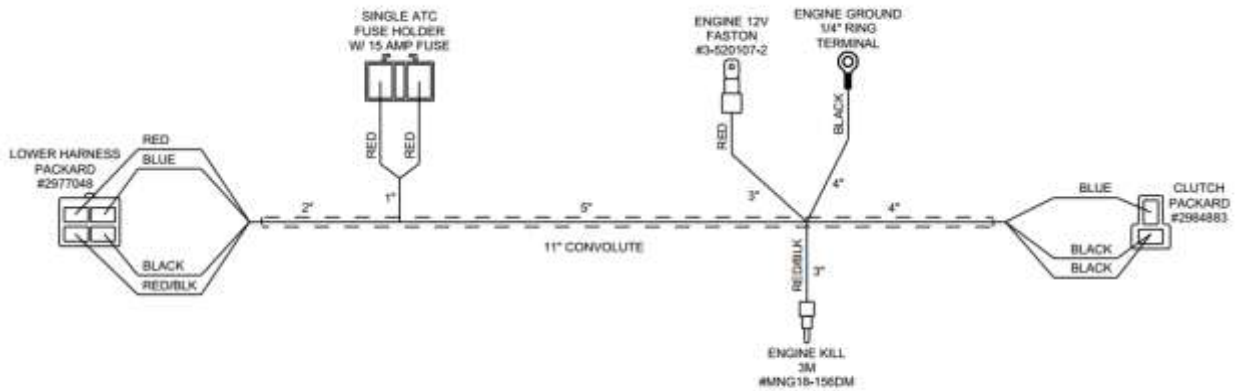 SINGLE ATC
FUSE HOLDER
W/ 15 AMP FUSE
ENGINE 12V
FASTON
#3-520107-2
ENGINE GROUND
1/4" RING
TERMINAL
RED
RED
RED
BLACK
LOWER HARNESS
PACKARD
#2977048
RED
BLUE
BLACK
RED/BLK
2"
1"
5"
3"
4"
4"
11" CONVOLUTE
RED/BLK
3"
BLUE
BLACK
BLACK
CLUTCH
PACKARD
#2984883
ENGINE KILL
3M
#MNG18-156DM